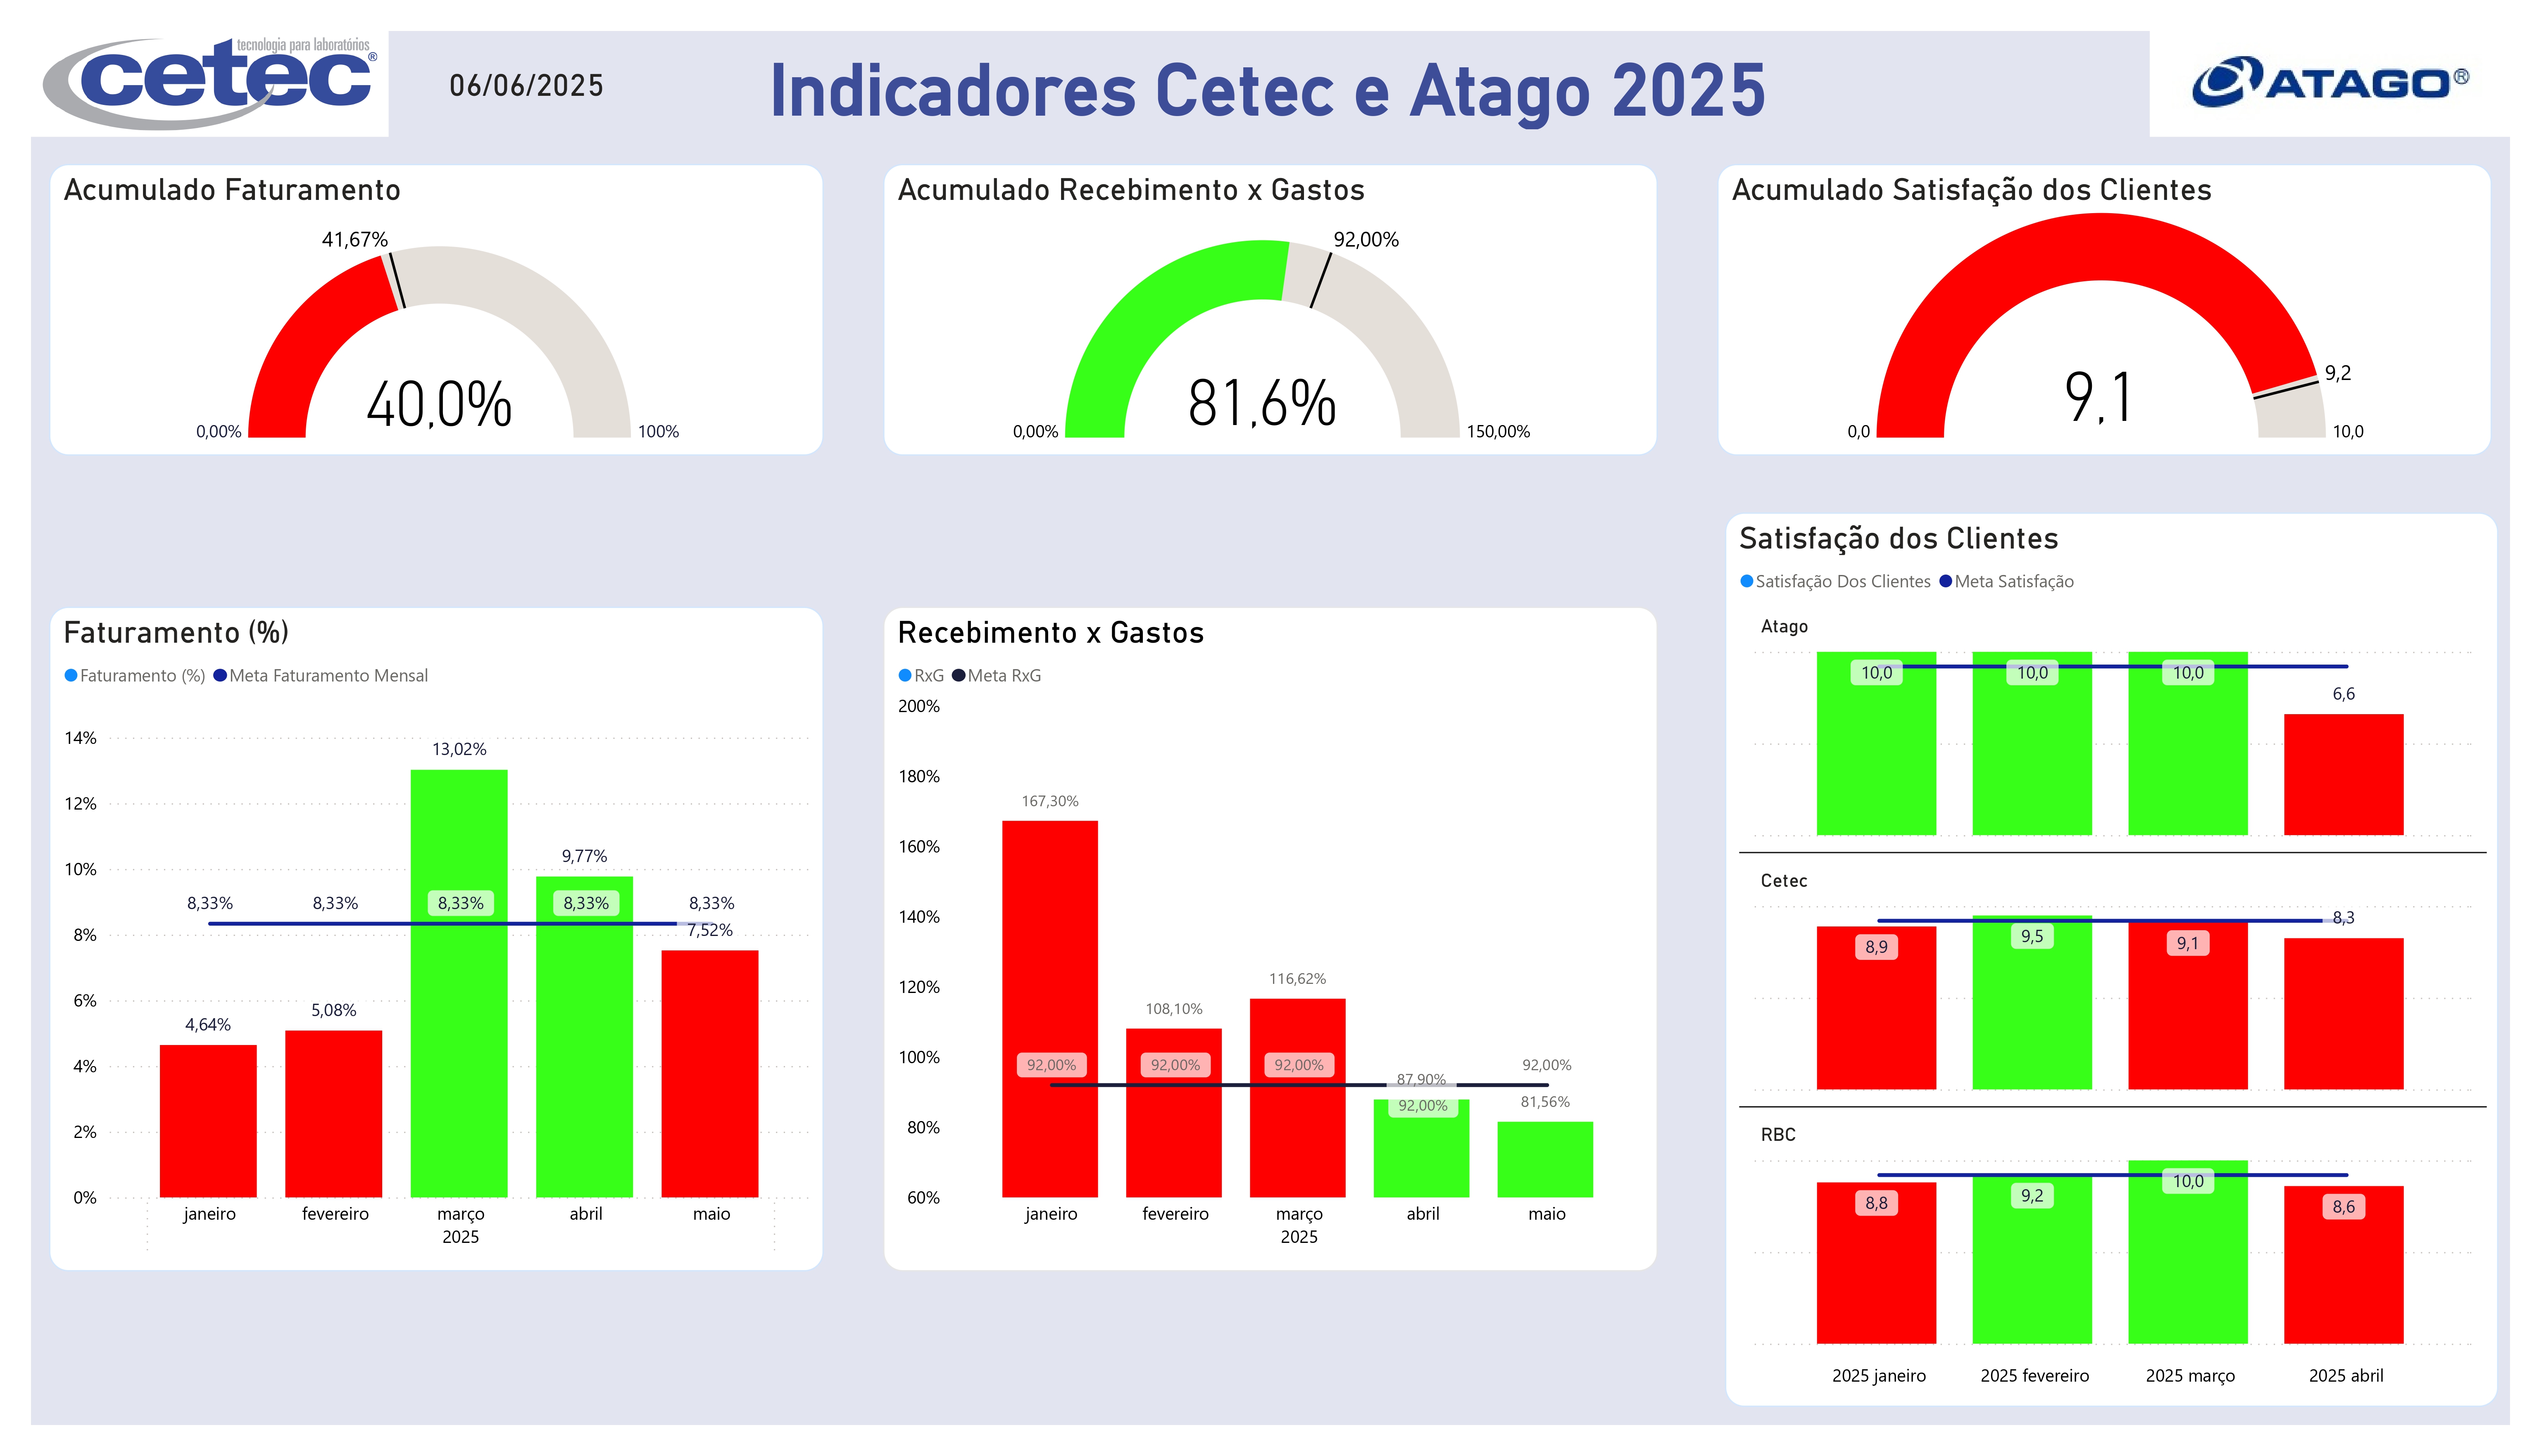 tecnologia para laboratórios
cetec®
06/06/2025
Indicadores Cetec e Atago 2025
ATAGO®
Acumulado Faturamento
41,67%
40,0%
0,00%
100%
Acumulado Recebimento x Gastos
92,00%
81,6%
0,00%
150,00%
Acumulado Satisfação dos Clientes
9,2
9,1
0,0
10,0
Faturamento (%)
Faturamento (%) Meta Faturamento Mensal
14%
12%
10%
8%
6%
4%
2%
0%
13,02%
9,77%
8,33% 8,33% 8,33% 8,33% 8,33%
7,52%
5,08%
4,64%
janeiro fevereiro março abril maio
2025
Recebimento x Gastos
RxG Meta RxG
200%
180%
160%
140%
120%
100%
80%
60%
167,30%
116,62%
108,10%
92,00% 92,00% 92,00% 92,00%
87,90%
92,00%
81,56%
janeiro fevereiro março abril maio
2025
Satisfação dos Clientes
Satisfação Dos Clientes Meta Satisfação
Atago
10,0 10,0 10,0 6,6
Cetec
8,9 9,5 9,1 8,3
RBC
8,8 9,2 10,0 8,6
2025 janeiro 2025 fevereiro 2025 março 2025 abril